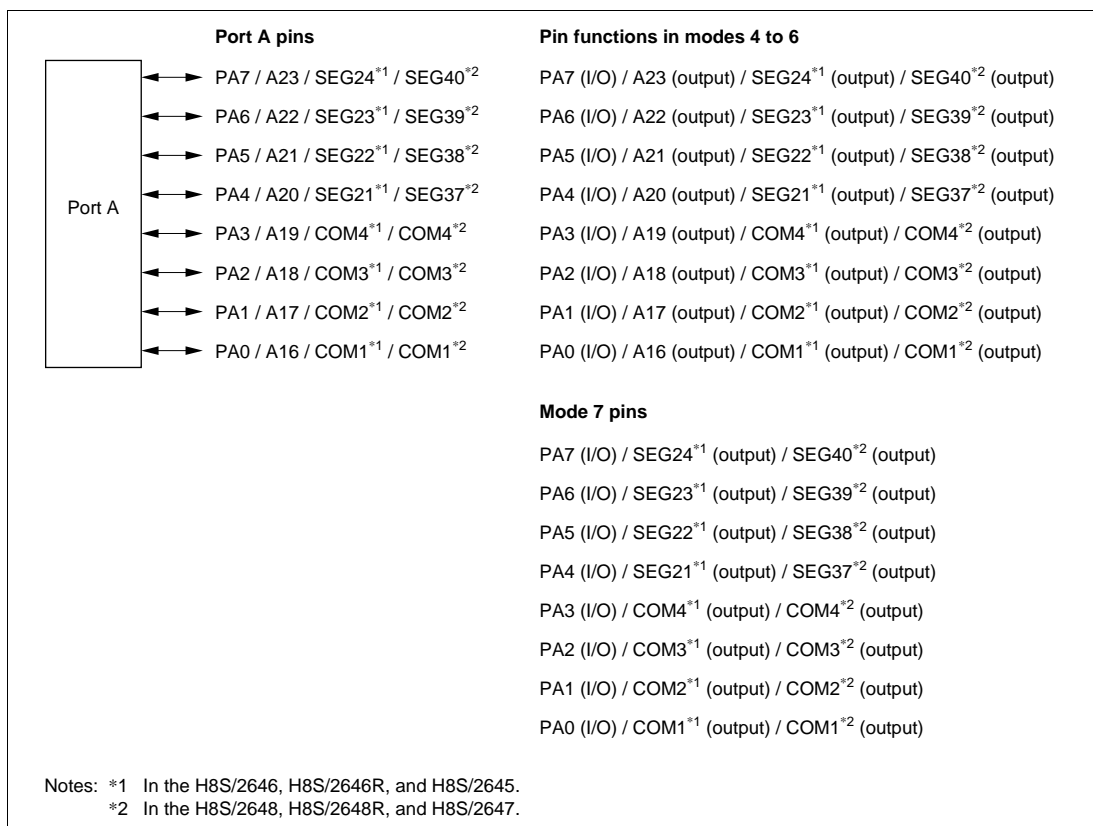 Port A pins
Pin functions in modes 4 to 6
Port A
PA7 / A23 / SEG24*1 / SEG40*2
PA7 (I/O) / A23 (output) / SEG24*1 (output) / SEG40*2 (output)
PA6 / A22 / SEG23*1 / SEG39*2
PA6 (I/O) / A22 (output) / SEG23*1 (output) / SEG39*2 (output)
PA5 / A21 / SEG22*1 / SEG38*2
PA5 (I/O) / A21 (output) / SEG22*1 (output) / SEG38*2 (output)
PA4 / A20 / SEG21*1 / SEG37*2
PA4 (I/O) / A20 (output) / SEG21*1 (output) / SEG37*2 (output)
PA3 / A19 / COM4*1 / COM4*2
PA3 (I/O) / A19 (output) / COM4*1 (output) / COM4*2 (output)
PA2 / A18 / COM3*1 / COM3*2
PA2 (I/O) / A18 (output) / COM3*1 (output) / COM3*2 (output)
PA1 / A17 / COM2*1 / COM2*2
PA1 (I/O) / A17 (output) / COM2*1 (output) / COM2*2 (output)
PA0 / A16 / COM1*1 / COM1*2
PA0 (I/O) / A16 (output) / COM1*1 (output) / COM1*2 (output)
Mode 7 pins
PA7 (I/O) / SEG24*1 (output) / SEG40*2 (output)
PA6 (I/O) / SEG23*1 (output) / SEG39*2 (output)
PA5 (I/O) / SEG22*1 (output) / SEG38*2 (output)
PA4 (I/O) / SEG21*1 (output) / SEG37*2 (output)
PA3 (I/O) / COM4*1 (output) / COM4*2 (output)
PA2 (I/O) / COM3*1 (output) / COM3*2 (output)
PA1 (I/O) / COM2*1 (output) / COM2*2 (output)
PA0 (I/O) / COM1*1 (output) / COM1*2 (output)
Notes: *1 In the H8S/2646, H8S/2646R, and H8S/2645.
*2 In the H8S/2648, H8S/2648R, and H8S/2647.